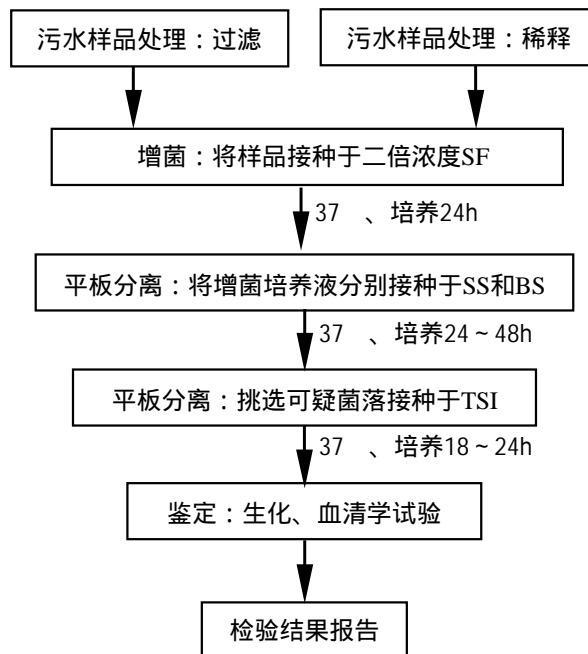 污水样品处理：过滤
污水样品处理：稀释
增菌：将样品接种于二倍浓度SF
37 、培养24h
平板分离：将增菌培养液分别接种于SS和BS
37 、培养24～48h
平板分离：挑选可疑菌落接种于TSI
37 、培养18～24h
鉴定：生化、血清学试验
检验结果报告